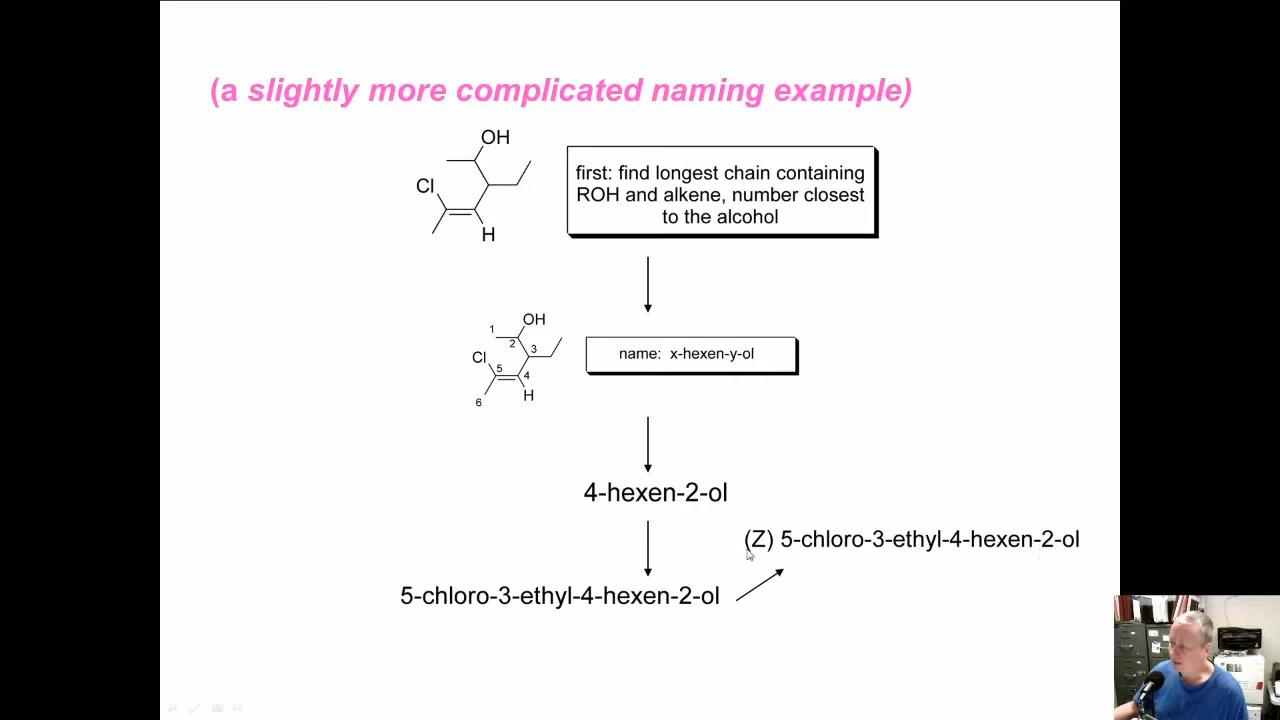 (a slightly more complicated naming example)
OH
Cl
H
first: find longest chain containing
ROH and alkene, number closest
to the alcohol
OH
1
2
3
Cl
5
4
H
6
name: x-hexen-y-ol
4-hexen-2-ol
(Z) 5-chloro-3-ethyl-4-hexen-2-ol
5-chloro-3-ethyl-4-hexen-2-ol